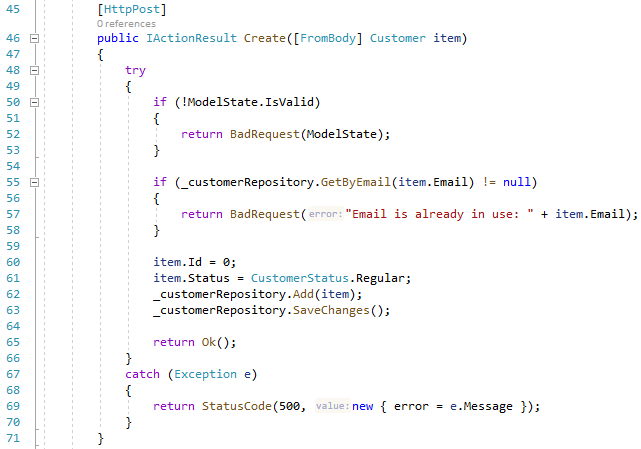 45 [HttpPost]
0 references
46 public IActionResult Create([FromBody] Customer item)
47 {
48 try
49 {
50 if (!ModelState.IsValid)
51 {
52 return BadRequest(ModelState);
53 }
54
55 if (_customerRepository.GetByEmail(item.Email) != null)
56 {
57 return BadRequest(error: "Email is already in use: " + item.Email);
58 }
59
60 item.Id = 0;
61 item.Status = CustomerStatus.Regular;
62 _customerRepository.Add(item);
63 _customerRepository.SaveChanges();
64
65 return Ok();
66 }
67 catch (Exception e)
68 {
69 return StatusCode(500, value: new { error = e.Message });
70 }
71 }